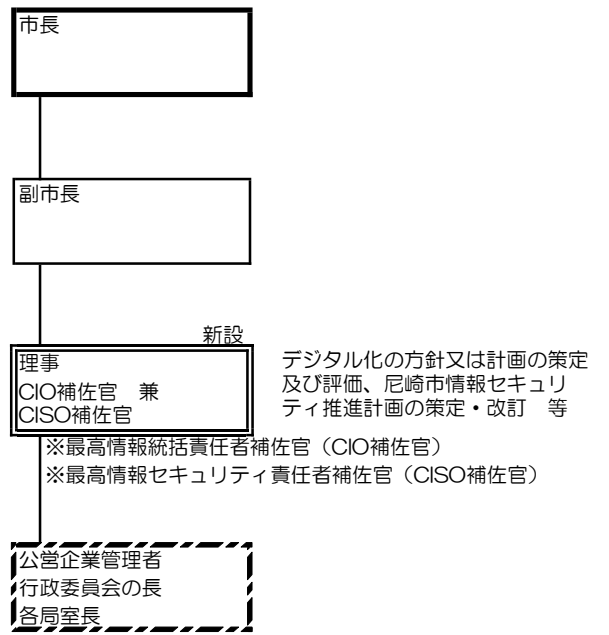 市長
副市長
新設
理事
CIO補佐官　兼
CISO補佐官
デジタル化の方針又は計画の策定
及び評価、尼崎市情報セキュリ
ティ推進計画の策定・改訂　等
※最高情報統括責任者補佐官（CIO補佐官）
※最高情報セキュリティ責任者補佐官（CISO補佐官）
公営企業管理者
行政委員会の長
各局室長